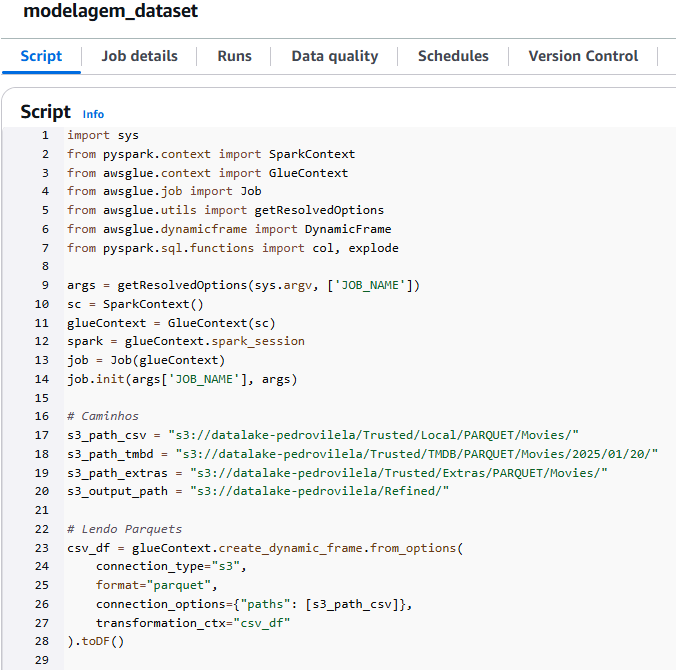 modelagem_dataset
Script Job details Runs Data quality Schedules Version Control
Script Info
1 import sys
2 from pyspark.context import SparkContext
3 from awsglue.context import GlueContext
4 from awsglue.job import Job
5 from awsglue.utils import getResolvedOptions
6 from awsglue.dynamicframe import DynamicFrame
7 from pyspark.sql.functions import col, explode
8
9 args = getResolvedOptions(sys.argv, ['JOB_NAME'])
10 sc = SparkContext()
11 glueContext = GlueContext(sc)
12 spark = glueContext.spark_session
13 job = Job(glueContext)
14 job.init(args['JOB_NAME'], args)
15
16 # Caminhos
17 s3_path_csv = "s3://datalake-pedrovilela/Trusted/Local/PARQUET/Movies/"
18 s3_path_tmbd = "s3://datalake-pedrovilela/Trusted/TMDB/PARQUET/Movies/2025/01/20/"
19 s3_path_extras = "s3://datalake-pedrovilela/Trusted/Extras/PARQUET/Movies/"
20 s3_output_path = "s3://datalake-pedrovilela/Refined/"
21
22 # Lendo Parquets
23 csv_df = glueContext.create_dynamic_frame.from_options(
24     connection_type="s3",
25     format="parquet",
26     connection_options={"paths": [s3_path_csv]},
27     transformation_ctx="csv_df"
28 ).toDF()
29